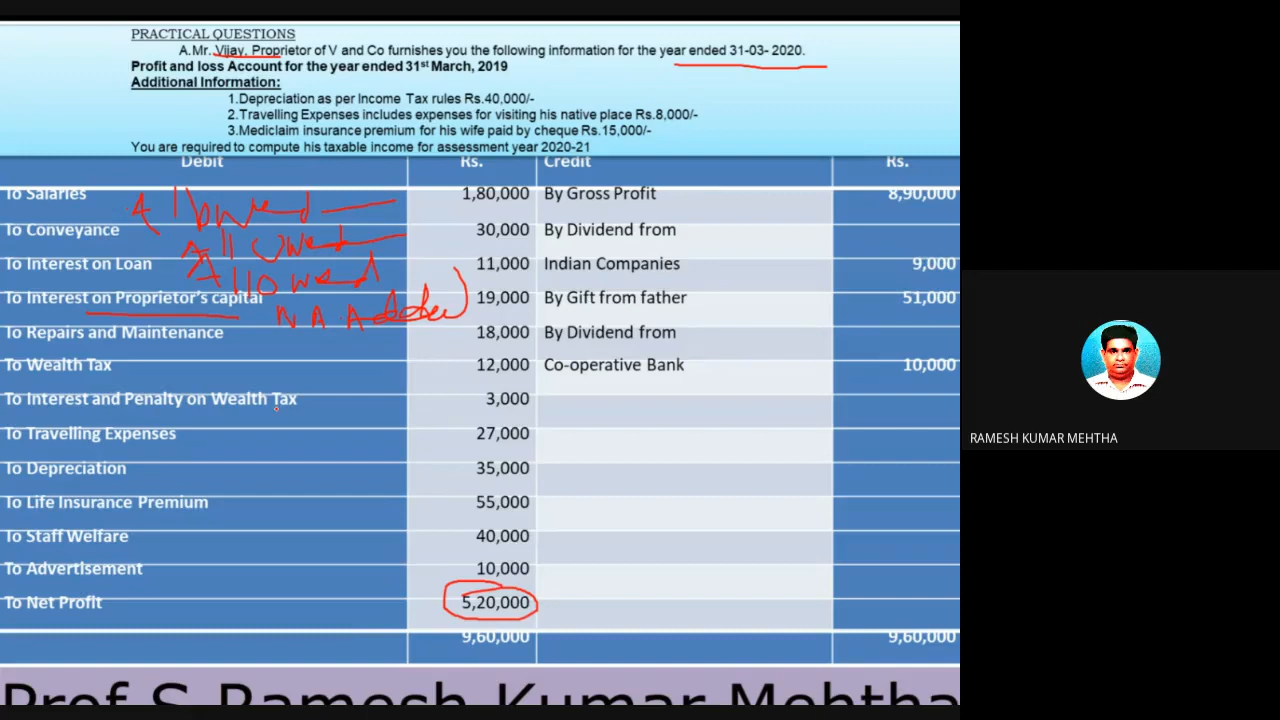 PRACTICAL QUESTIONS
A.Mr. Vijay, Proprietor of V and Co furnishes you the following information for the year ended 31-03- 2020.
Profit and loss Account for the year ended 31st March, 2019
Additional Information:
1.Depreciation as per Income Tax rules Rs.40,000/-
2.Travelling Expenses includes expenses for visiting his native place Rs.8,000/-
3.Mediclaim insurance premium for his wife paid by cheque Rs.15,000/-
You are required to compute his taxable income for assessment year 2020-21
Debit Rs. Credit Rs.
To Salaries 1,80,000 By Gross Profit 8,90,000
Allowed
To Conveyance 30,000 By Dividend from
Allowed
To Interest on Loan 11,000 Indian Companies 9,000
Allowed
To Interest on Proprietor's capital 19,000 By Gift from father 51,000
N A Added
To Repairs and Maintenance 18,000 By Dividend from
To Wealth Tax 12,000 Co-operative Bank 10,000
To Interest and Penalty on Wealth Tax 3,000
To Travelling Expenses 27,000
To Depreciation 35,000
To Life Insurance Premium 55,000
To Staff Welfare 40,000
To Advertisement 10,000
To Net Profit 5,20,000
9,60,000 9,60,000
Prof S Ramesh Kumar Mehtha
RAMESH KUMAR MEHTHA